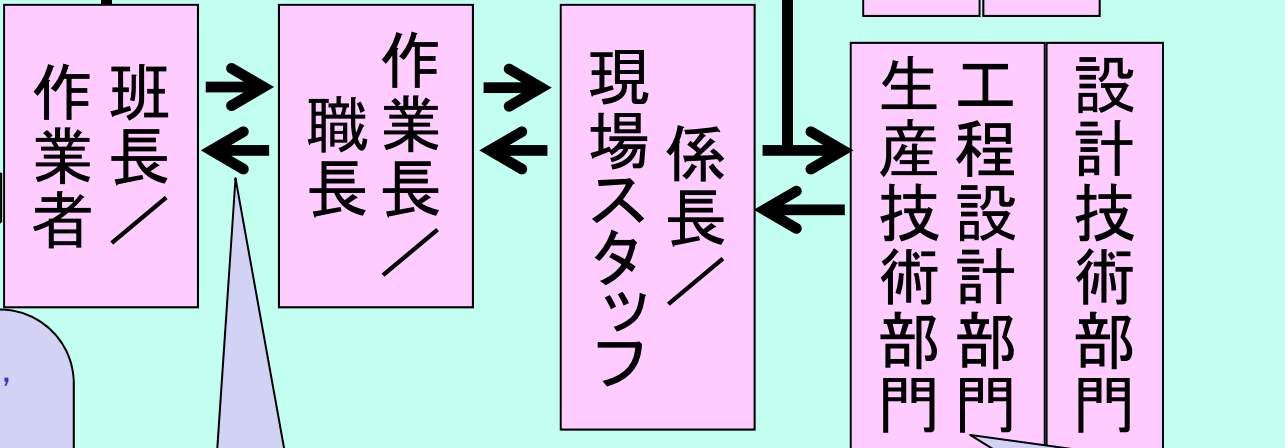 班長／
作業者
作業長／
職長
係長／
現場スタッフ
工程設計部門
生産技術部門
設計技術部門